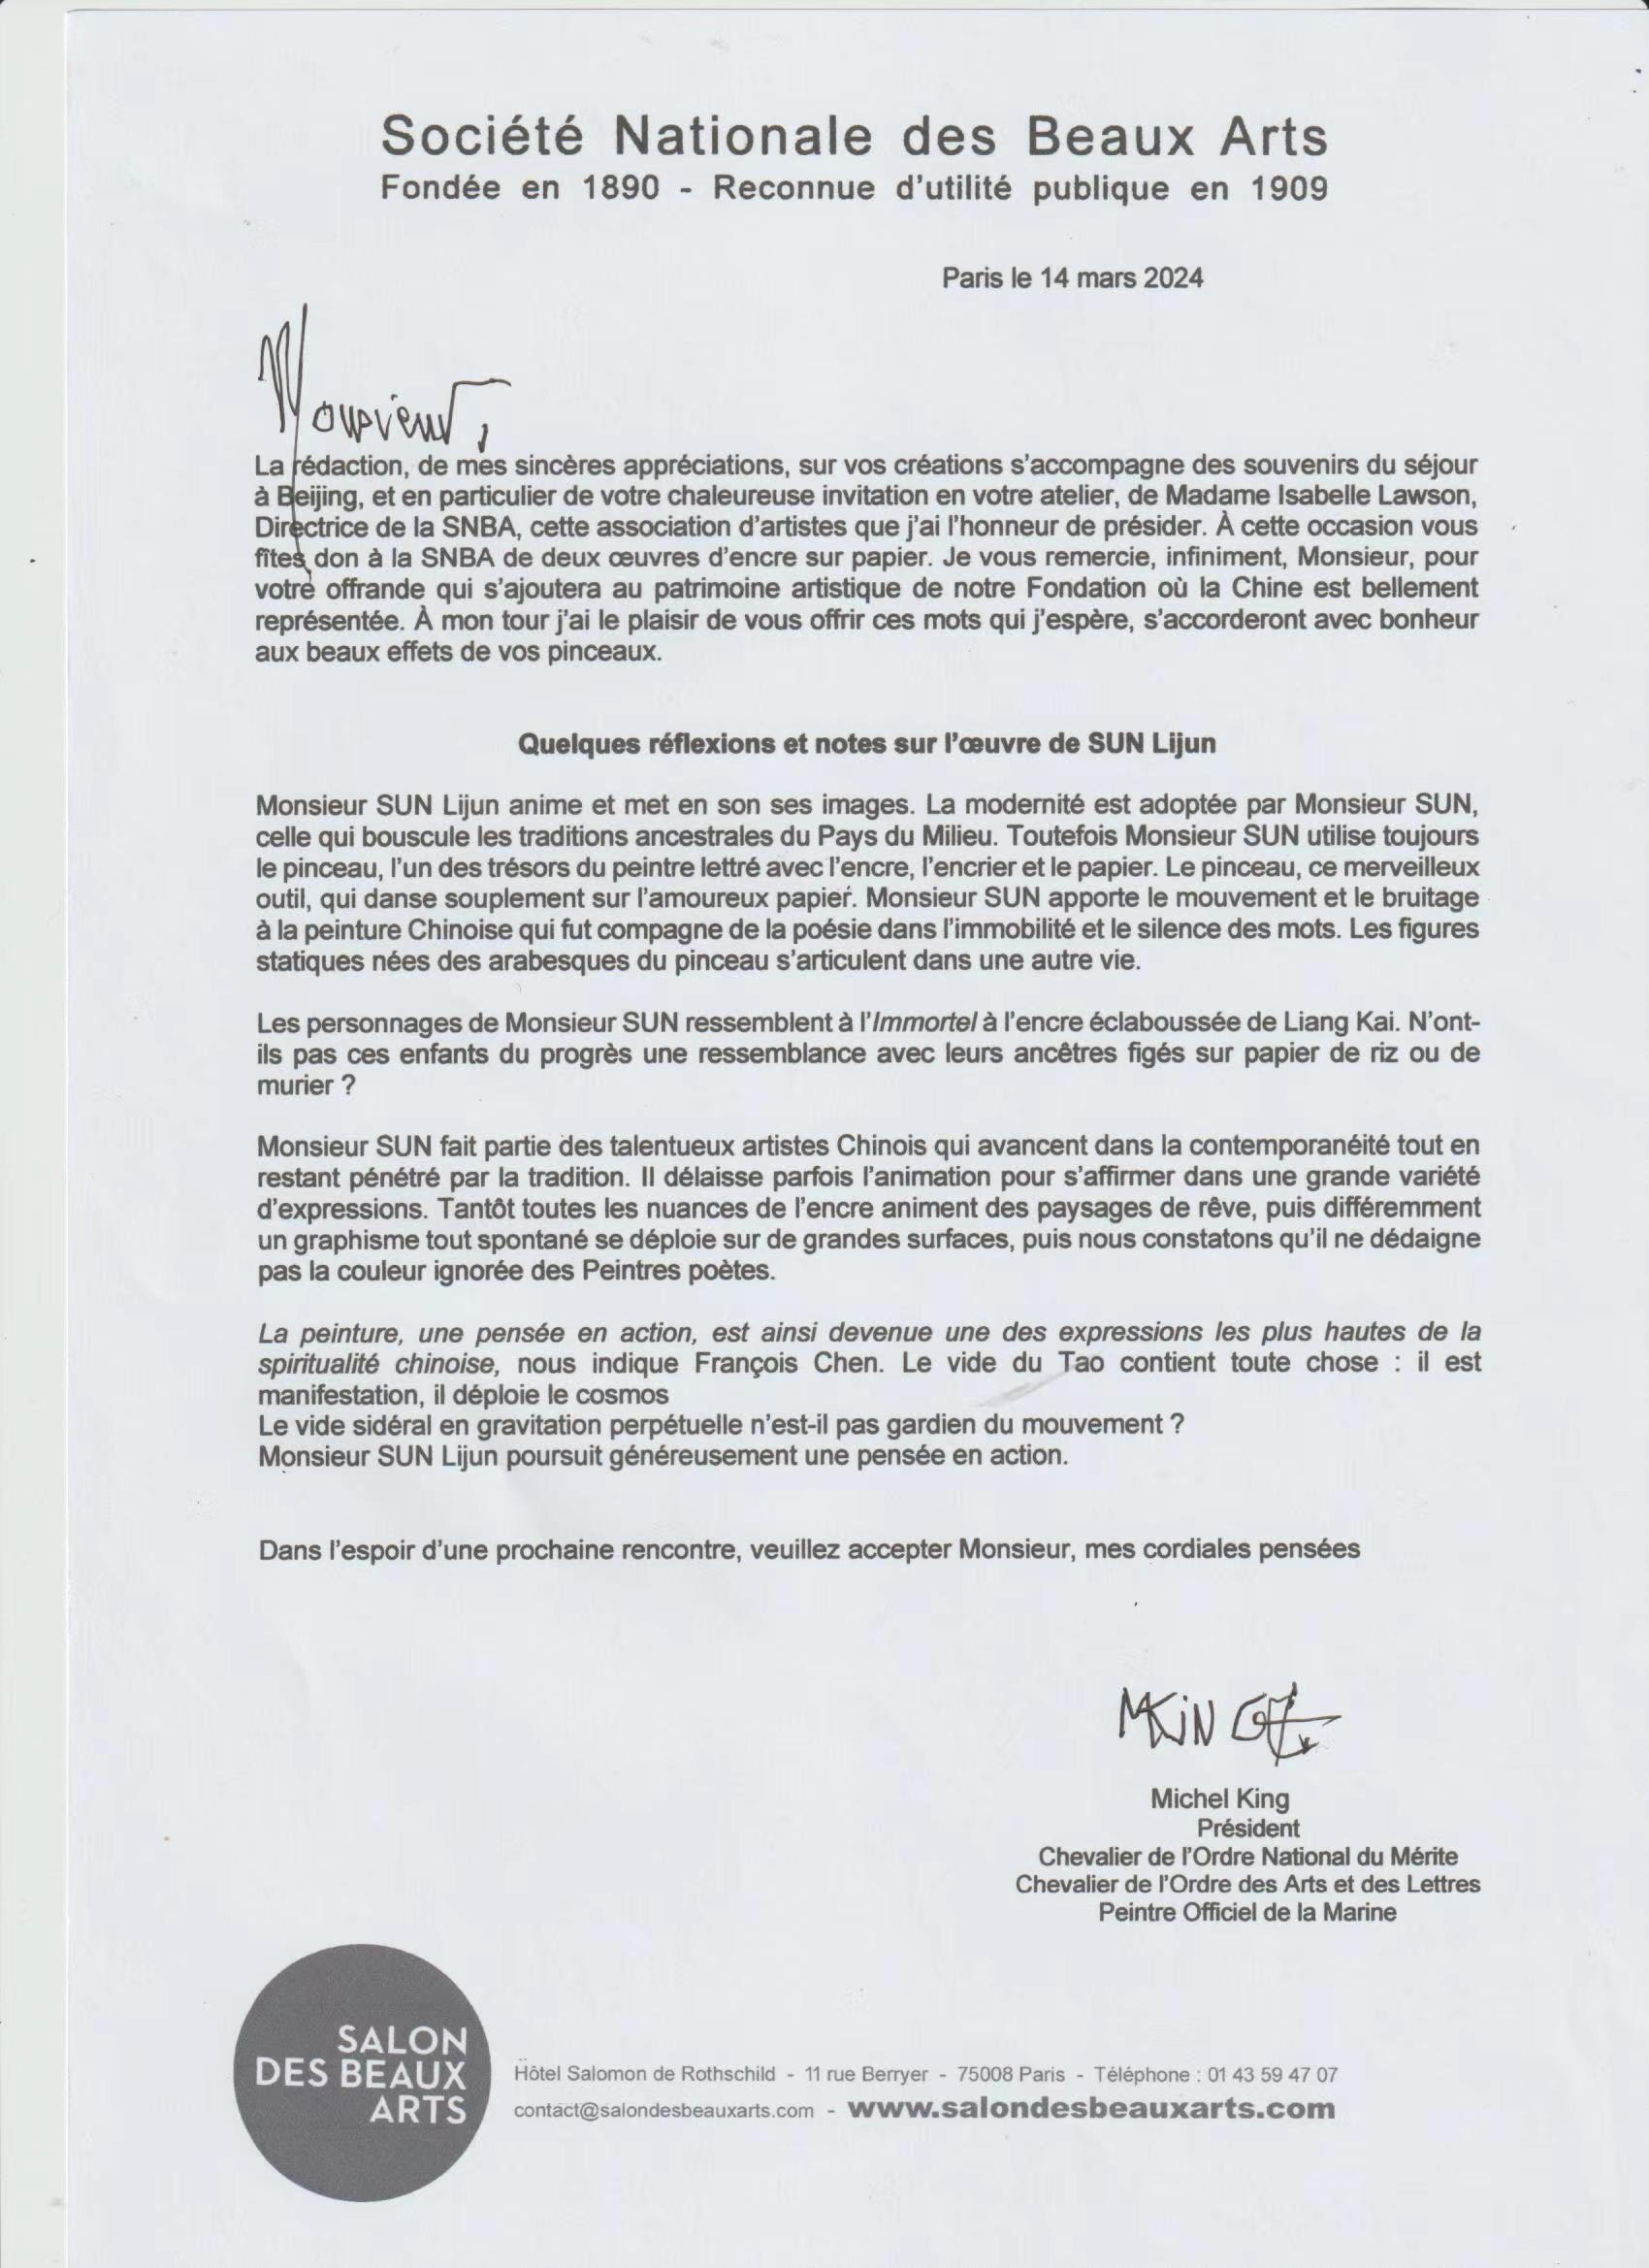 Société Nationale des Beaux Arts
Fondée en 1890 - Reconnue d'utilité publique en 1909
Paris le 14 mars 2024
Monsieur,
La rédaction, de mes sincères appréciations, sur vos créations s'accompagne des souvenirs du séjour
à Beijing, et en particulier de votre chaleureuse invitation en votre atelier, de Madame Isabelle Lawson,
Directrice de la SNBA, cette association d'artistes que j'ai l'honneur de présider. À cette occasion vous
fîtes don à la SNBA de deux œuvres d'encre sur papier. Je vous remercie, infiniment, Monsieur, pour
votre offrande qui s'ajoutera au patrimoine artistique de notre Fondation où la Chine est bellement
représentée. À mon tour j'ai le plaisir de vous offrir ces mots qui j'espère, s'accorderont avec bonheur
aux beaux effets de vos pinceaux.
Quelques réflexions et notes sur l'œuvre de SUN Lijun
Monsieur SUN Lijun anime et met en son ses images. La modernité est adoptée par Monsieur SUN,
celle qui bouscule les traditions ancestrales du Pays du Milieu. Toutefois Monsieur SUN utilise toujours
le pinceau, l'un des trésors du peintre lettré avec l'encre, l'encrier et le papier. Le pinceau, ce merveilleux
outil, qui danse souplement sur l'amoureux papier. Monsieur SUN apporte le mouvement et le bruitage
à la peinture Chinoise qui fut compagne de la poésie dans l'immobilité et le silence des mots. Les figures
statiques nées des arabesques du pinceau s'articulent dans une autre vie.
Les personnages de Monsieur SUN ressemblent à l'Immortel à l'encre éclaboussée de Liang Kai. N'ont-
ils pas ces enfants du progrès une ressemblance avec leurs ancêtres figés sur papier de riz ou de
murier ?
Monsieur SUN fait partie des talentueux artistes Chinois qui avancent dans la contemporanéité tout en
restant pénétré par la tradition. Il délaisse parfois l'animation pour s'affirmer dans une grande variété
d'expressions. Tantôt toutes les nuances de l'encre animent des paysages de rêve, puis différemment
un graphisme tout spontané se déploie sur de grandes surfaces, puis nous constatons qu'il ne dédaigne
pas la couleur ignorée des Peintres poètes.
La peinture, une pensée en action, est ainsi devenue une des expressions les plus hautes de la
spiritualité chinoise, nous indique François Chen. Le vide du Tao contient toute chose : il est
manifestation, il déploie le cosmos
Le vide sidéral en gravitation perpétuelle n'est-il pas gardien du mouvement ?
Monsieur SUN Lijun poursuit généreusement une pensée en action.
Dans l'espoir d'une prochaine rencontre, veuillez accepter Monsieur, mes cordiales pensées
MKING
Michel King
Président
Chevalier de l'Ordre National du Mérite
Chevalier de l'Ordre des Arts et des Lettres
Peintre Officiel de la Marine
SALON
DES BEAUX
ARTS
Hôtel Salomon de Rothschild - 11 rue Berryer - 75008 Paris - Téléphone : 01 43 59 47 07
contact@salondesbeauxarts.com - www.salondesbeauxarts.com